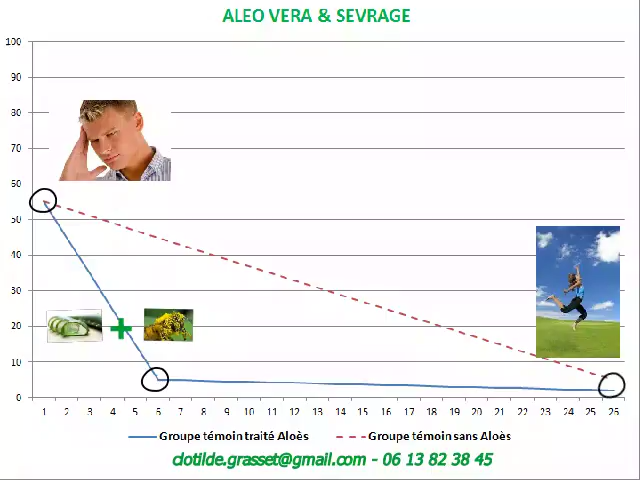 ALEO VERA & SEVRAGE
100
90
80
70
60
50
40
30
20
10
0
1 2 3 4 5 6 7 8 9 10 11 12 13 14 15 16 17 18 19 20 21 22 23 24 25 26
Groupe témoin traité Aloès Groupe témoin sans Aloès
clotilde.grasset@gmail.com - 06 13 82 38 45